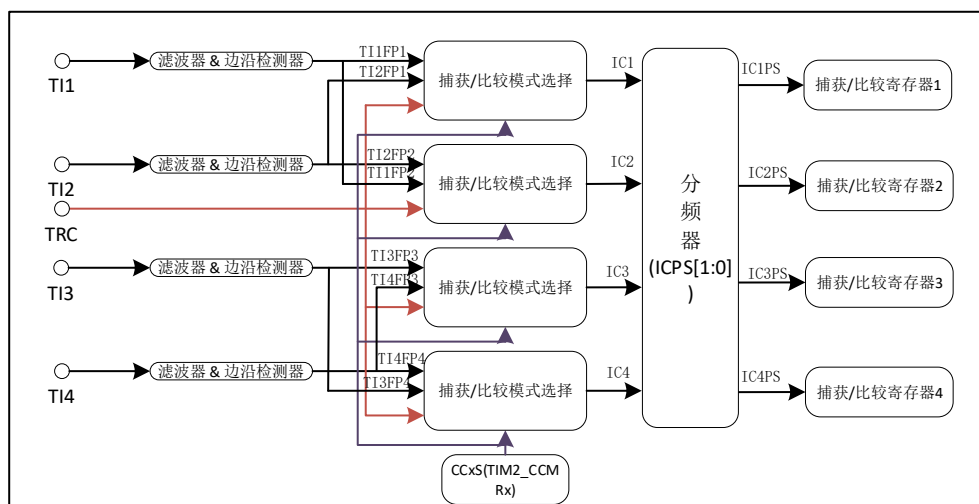 TI1
滤波器 & 边沿检测器
TI1FP1
TI2FP1
捕获/比较模式选择
IC1
IC1PS
捕获/比较寄存器1
TI2
滤波器 & 边沿检测器
TI2FP2
TI1FP2
捕获/比较模式选择
IC2
IC2PS
捕获/比较寄存器2
TRC
分
频
器
(ICPS[1:0]
)
TI3
滤波器 & 边沿检测器
TI3FP3
TI4FP3
捕获/比较模式选择
IC3
IC3PS
捕获/比较寄存器3
TI4
滤波器 & 边沿检测器
TI4FP4
TI3FP4
捕获/比较模式选择
IC4
IC4PS
捕获/比较寄存器4
CCxS(TIM2_CCM
Rx)